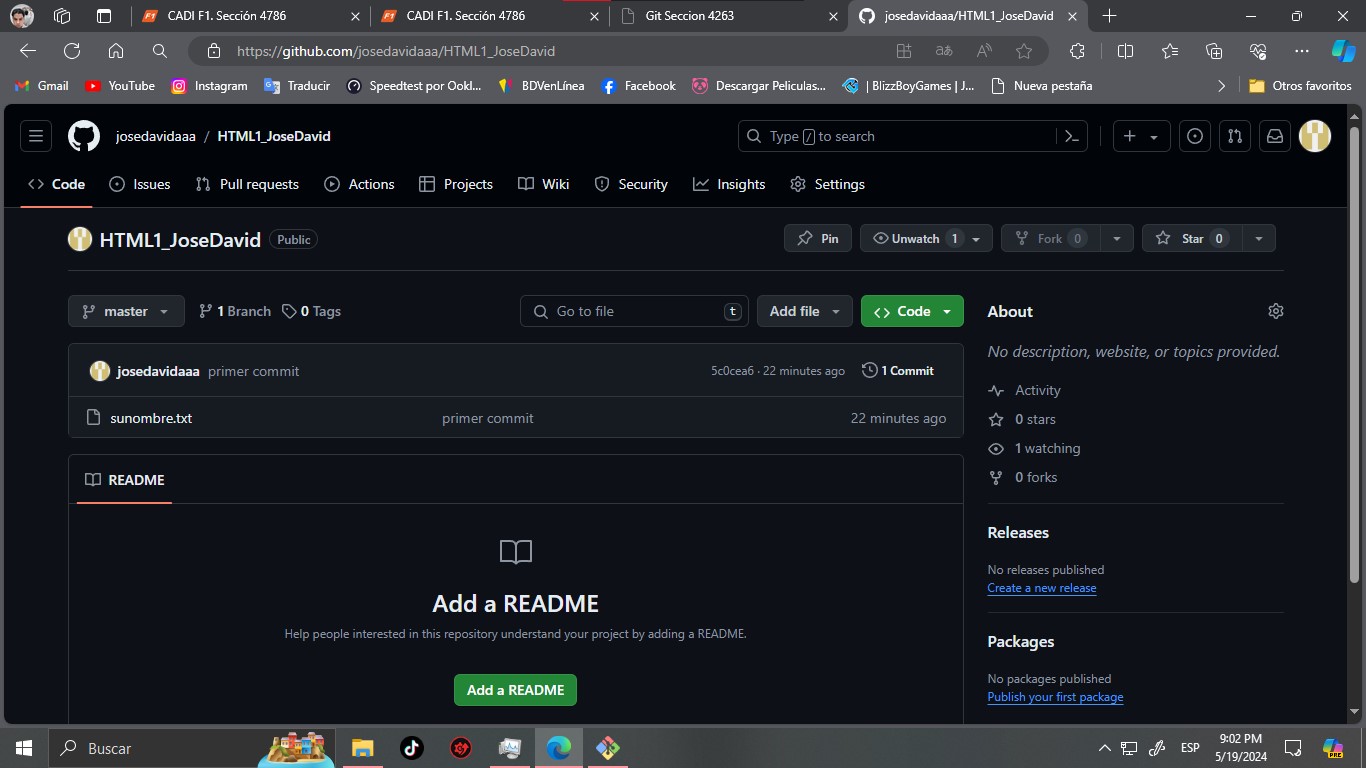 CADI F1. Sección 4786
CADI F1. Sección 4786
Git Seccion 4263
josedavidaaa/HTML1_JoseDavid
https://github.com/josedavidaaa/HTML1_JoseDavid
Gmail
YouTube
Instagram
Traducir
Speedtest por Ookl...
BDVenLínea
Facebook
Descargar Peliculas...
| BlizzBoyGames | J...
Nueva pestaña
Otros favoritos
josedavidaaa / HTML1_JoseDavid
Type / to search
Code
Issues
Pull requests
Actions
Projects
Wiki
Security
Insights
Settings
HTML1_JoseDavid Public
Pin
Unwatch 1
Fork 0
Star 0
master
1 Branch
0 Tags
Go to file t
Add file
Code
josedavidaaa primer commit 5c0cea6 · 22 minutes ago 1 Commit
sunombre.txt primer commit 22 minutes ago
README
Add a README
Help people interested in this repository understand your project by adding a README.
Add a README
About
No description, website, or topics provided.
Activity
0 stars
1 watching
0 forks
Releases
No releases published
Create a new release
Packages
No packages published
Publish your first package
Buscar
ESP
9:02 PM
5/19/2024
PRE